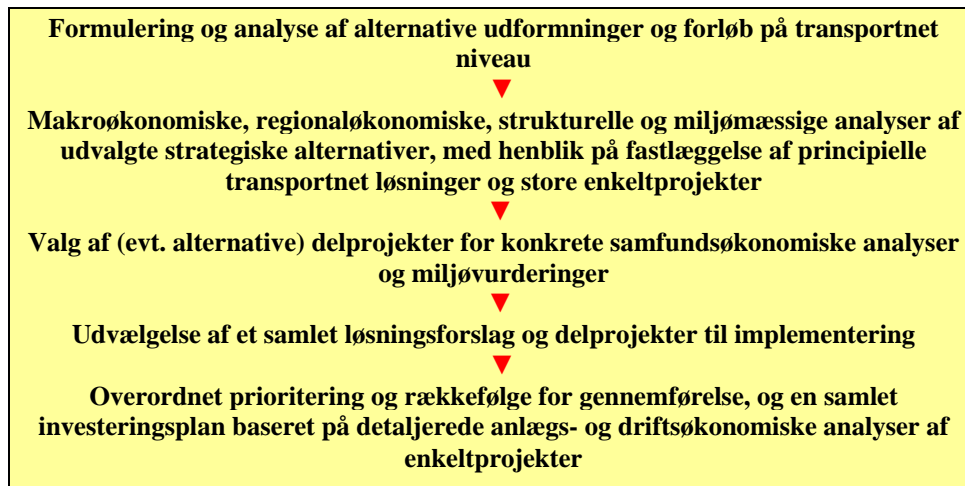 Formulering og analyse af alternative udformninger og forløb på transportnet
niveau
Makroøkonomiske, regionaløkonomiske, strukturelle og miljømæssige analyser af
udvalgte strategiske alternativer, med henblik på fastlæggelse af principielle
transportnet løsninger og store enkeltprojekter
Valg af (evt. alternative) delprojekter for konkrete samfundsøkonomiske analyser
og miljøvurderinger
Udvælgelse af et samlet løsningsforslag og delprojekter til implementering
Overordnet prioritering og rækkefølge for gennemførelse, og en samlet
investeringsplan baseret på detaljerede anlægs- og driftsøkonomiske analyser af
enkeltprojekter